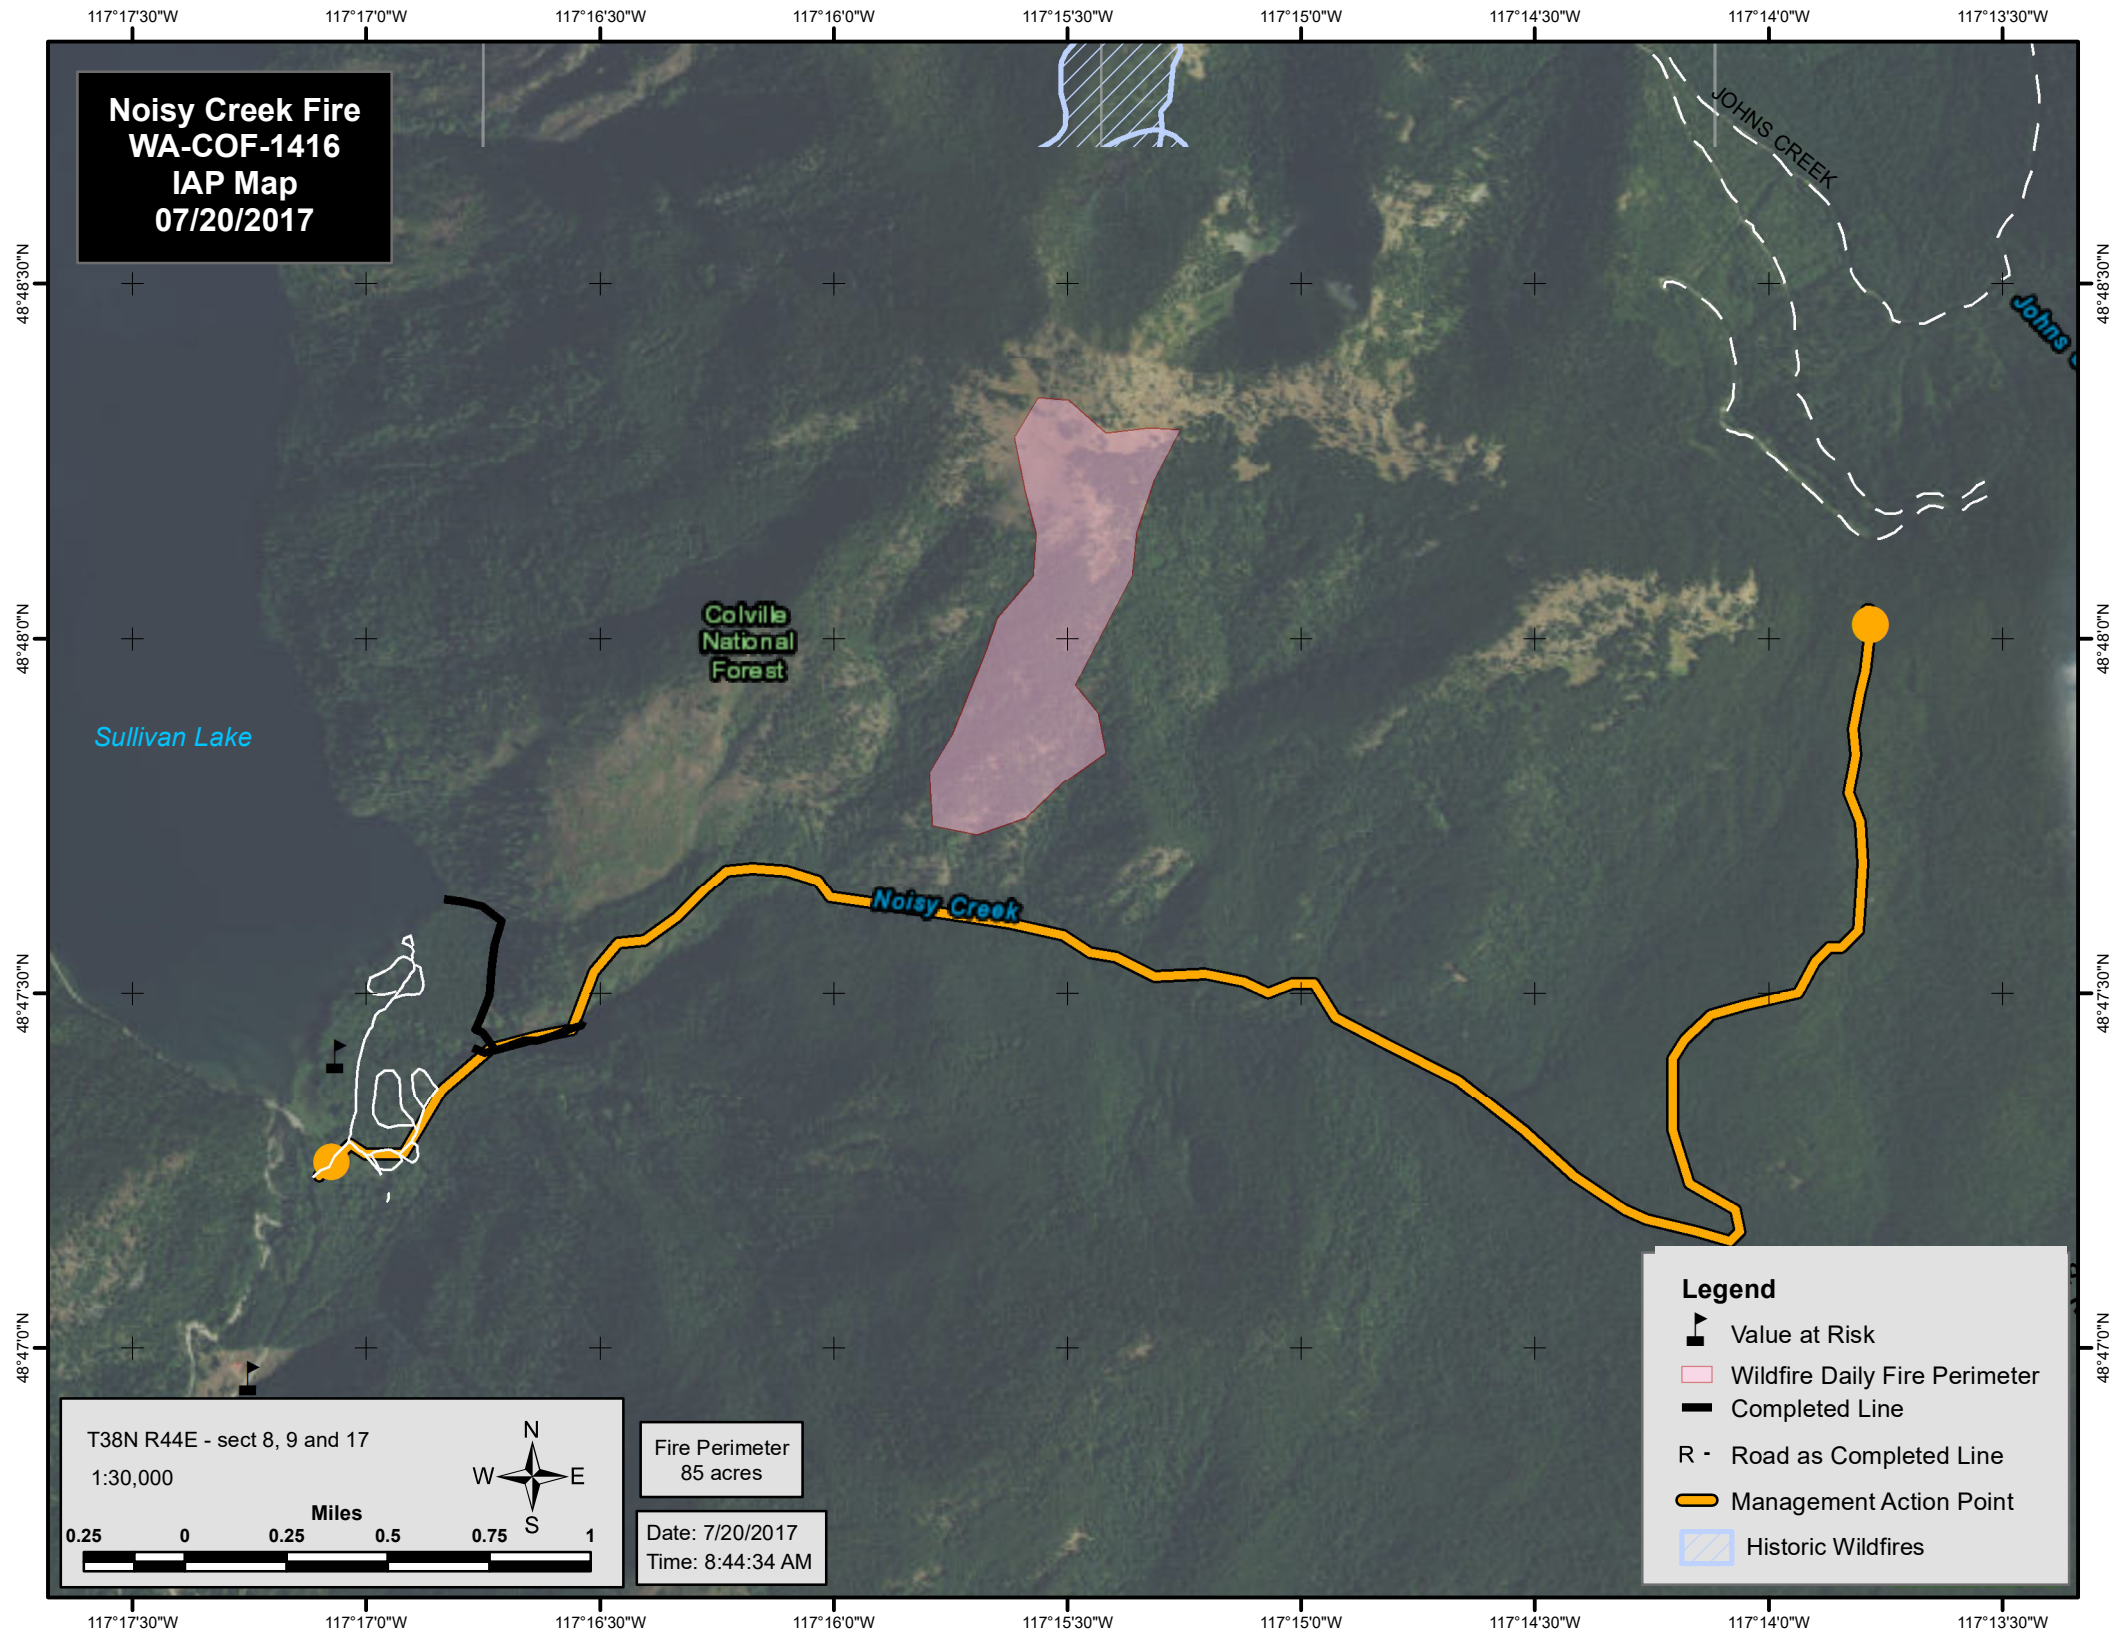 117°17'30"W
117°17'0"W
117°16'30"W
117°16'0"W
117°15'30"W
117°15'0"W
117°14'30"W
117°14'0"W
117°13'30"W
Noisy Creek Fire
WA-COF-1416
IAP Map
07/20/2017
JOHNS CREEK
48°48'30"N
48°48'30"N
Johns
Colville
National
Forest
48°48'0"N
48°48'0"N
Sullivan Lake
Noisy Creek
48°47'30"N
48°47'30"N
48°47'0"N
48°47'0"N
Legend
Value at Risk
Wildfire Daily Fire Perimeter
Completed Line
R - Road as Completed Line
Management Action Point
Historic Wildfires
T38N R44E - sect 8, 9 and 17
1:30,000
N
W E
S
Miles
0.25 0 0.25 0.5 0.75 1
Fire Perimeter
85 acres
Date: 7/20/2017
Time: 8:44:34 AM
117°17'30"W
117°17'0"W
117°16'30"W
117°16'0"W
117°15'30"W
117°15'0"W
117°14'30"W
117°14'0"W
117°13'30"W